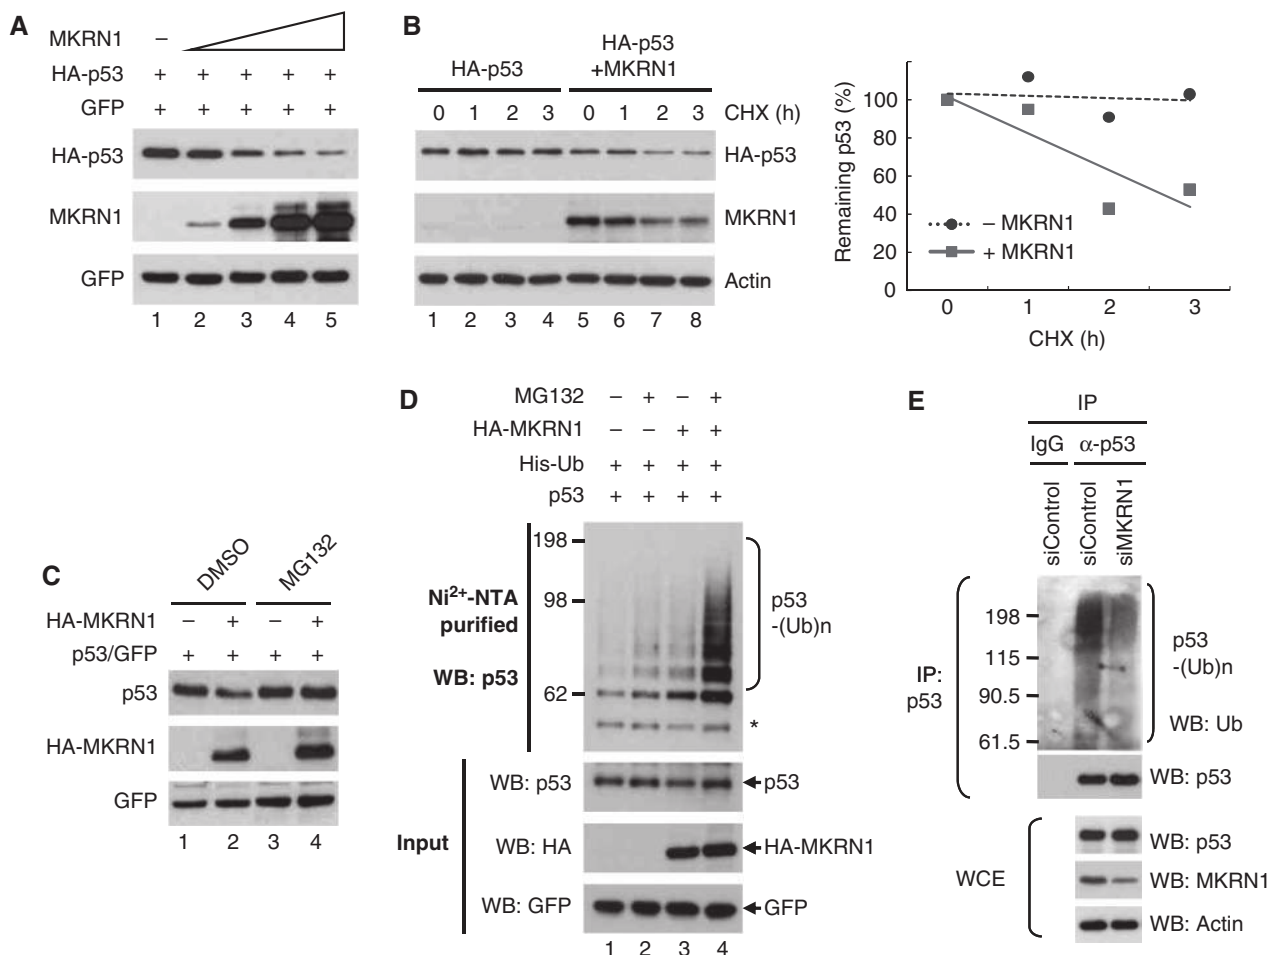 A
MKRN1 –
HA-p53 + + + + +
GFP + + + + +
HA-p53
MKRN1
GFP
1 2 3 4 5
B
HA-p53
HA-p53
+MKRN1
0 1 2 3 0 1 2 3 CHX (h)
HA-p53
MKRN1
Actin
1 2 3 4 5 6 7 8
Remaining p53 (%)
100
80
60
40
20
0
– MKRN1
+ MKRN1
0 1 2 3
CHX (h)
C
DMSO MG132
HA-MKRN1 – + – +
p53/GFP + + + +
p53
HA-MKRN1
GFP
1 2 3 4
D
MG132 – + – +
HA-MKRN1 – – + +
His-Ub + + + +
p53 + + + +
Ni²⁺-NTA
purified
WB: p53
198
98
62
p53
-(Ub)n
*
Input
WB: p53 p53
WB: HA HA-MKRN1
WB: GFP GFP
1 2 3 4
E
IP
IgG α-p53
siControl siControl siMKRN1
IP:
p53
198
115
90.5
61.5
p53
-(Ub)n
WB: Ub
WB: p53
WCE
WB: p53
WB: MKRN1
WB: Actin